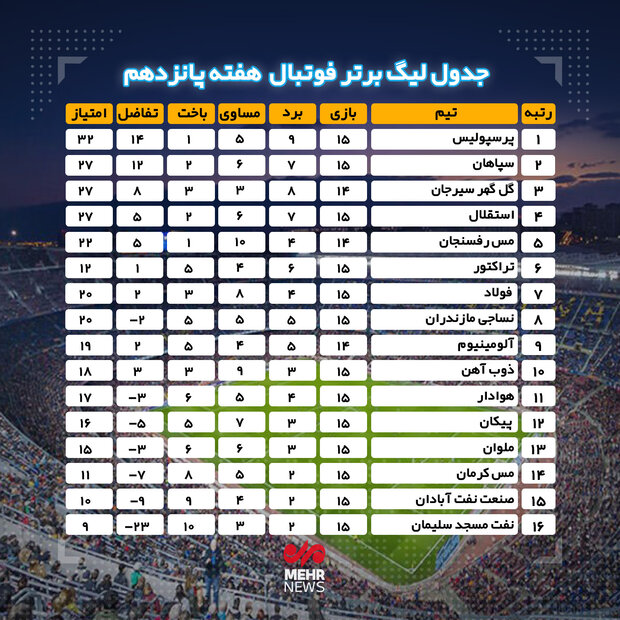 جدول لیگ برتر فوتبال هفته پانزدهم
رتبه تیم بازی برد مساوی باخت تفاضل امتیاز
۱ پرسپولیس ۱۵ ۹ ۵ ۱ ۱۴ ۳۲
۲ سپاهان ۱۵ ۷ ۶ ۲ ۱۲ ۲۷
۳ گل گهر سیرجان ۱۴ ۸ ۳ ۳ ۸ ۲۷
۴ استقلال ۱۵ ۷ ۶ ۲ ۵ ۲۷
۵ مس رفسنجان ۱۴ ۴ ۱۰ ۱ ۵ ۲۲
۶ تراکتور ۱۵ ۶ ۴ ۵ ۱ ۱۲
۷ فولاد ۱۵ ۴ ۸ ۳ ۲ ۲۰
۸ نساجی مازندران ۱۵ ۵ ۵ ۵ ۲- ۲۰
۹ آلومینیوم ۱۴ ۵ ۴ ۵ ۲ ۱۹
۱۰ ذوب آهن ۱۵ ۳ ۹ ۳ ۳ ۱۸
۱۱ هوادار ۱۵ ۴ ۵ ۶ ۳- ۱۷
۱۲ پیکان ۱۵ ۳ ۷ ۵ ۵- ۱۶
۱۳ ملوان ۱۵ ۳ ۶ ۶ ۳- ۱۵
۱۴ مس کرمان ۱۵ ۲ ۵ ۸ ۷- ۱۱
۱۵ صنعت نفت آبادان ۱۵ ۲ ۴ ۹ ۹- ۱۰
۱۶ نفت مسجد سلیمان ۱۵ ۲ ۳ ۱۰ ۲۳- ۹
MEHR
NEWS